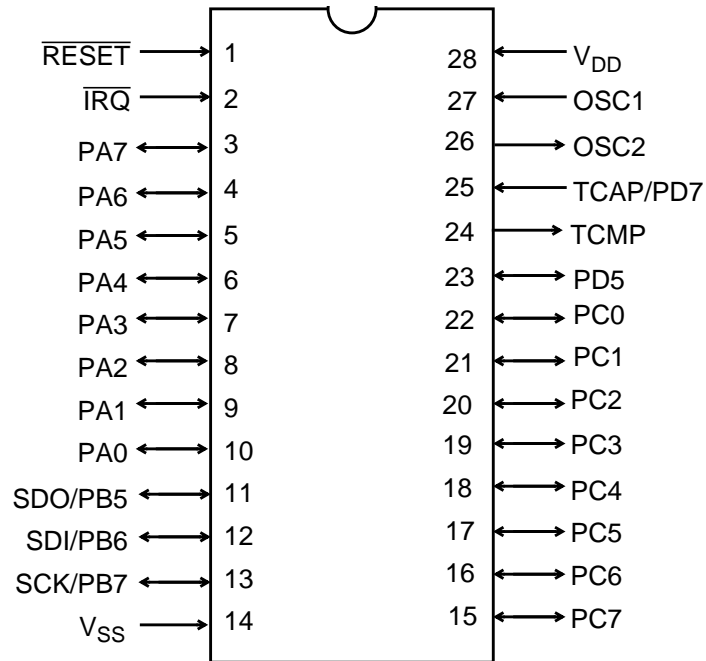 R̅E̅S̅E̅T̅ 1 28 VDD
I̅R̅Q̅ 2 27 OSC1
PA7 3 26 OSC2
PA6 4 25 TCAP/PD7
PA5 5 24 TCMP
PA4 6 23 PD5
PA3 7 22 PC0
PA2 8 21 PC1
PA1 9 20 PC2
PA0 10 19 PC3
SDO/PB5 11 18 PC4
SDI/PB6 12 17 PC5
SCK/PB7 13 16 PC6
VSS 14 15 PC7